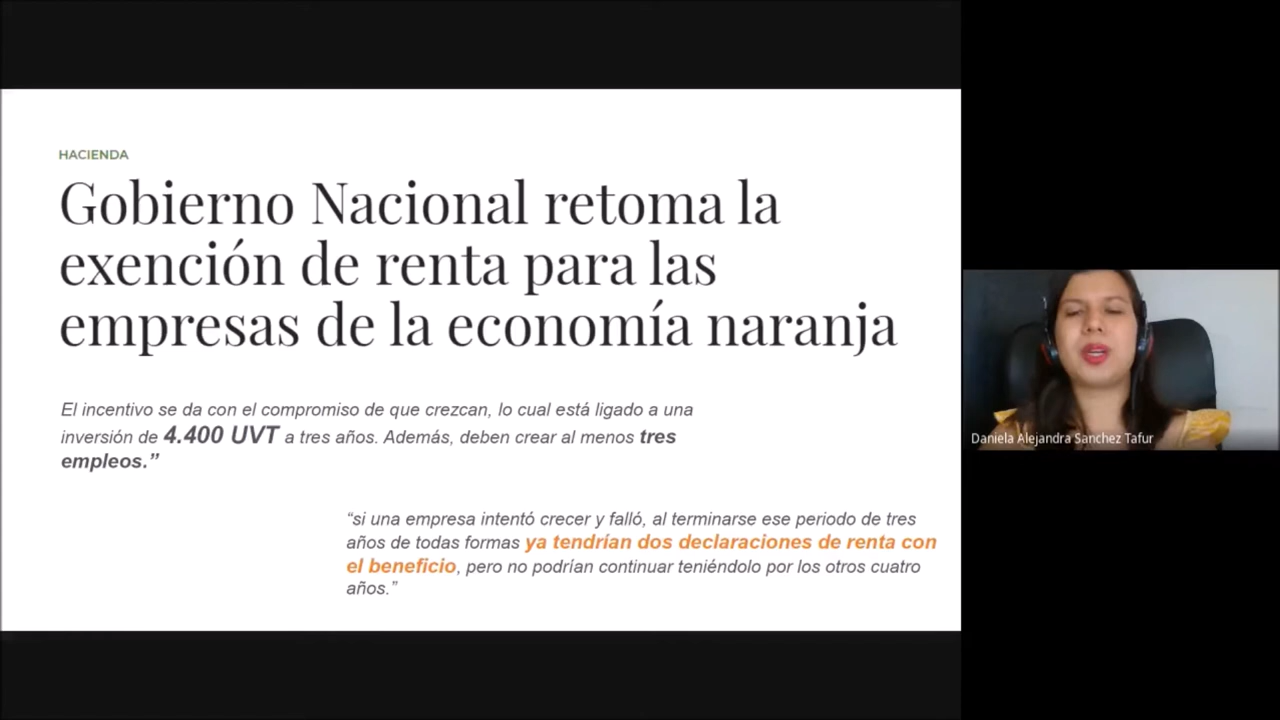 HACIENDA
Gobierno Nacional retoma la
exención de renta para las
empresas de la economía naranja
El incentivo se da con el compromiso de que crezcan, lo cual está ligado a una
inversión de 4.400 UVT a tres años. Además, deben crear al menos tres
empleos.”
“si una empresa intentó crecer y falló, al terminarse ese periodo de tres
años de todas formas ya tendrían dos declaraciones de renta con
el beneficio, pero no podrían continuar teniéndolo por los otros cuatro
años.”
Daniela Alejandra Sanchez Tafur